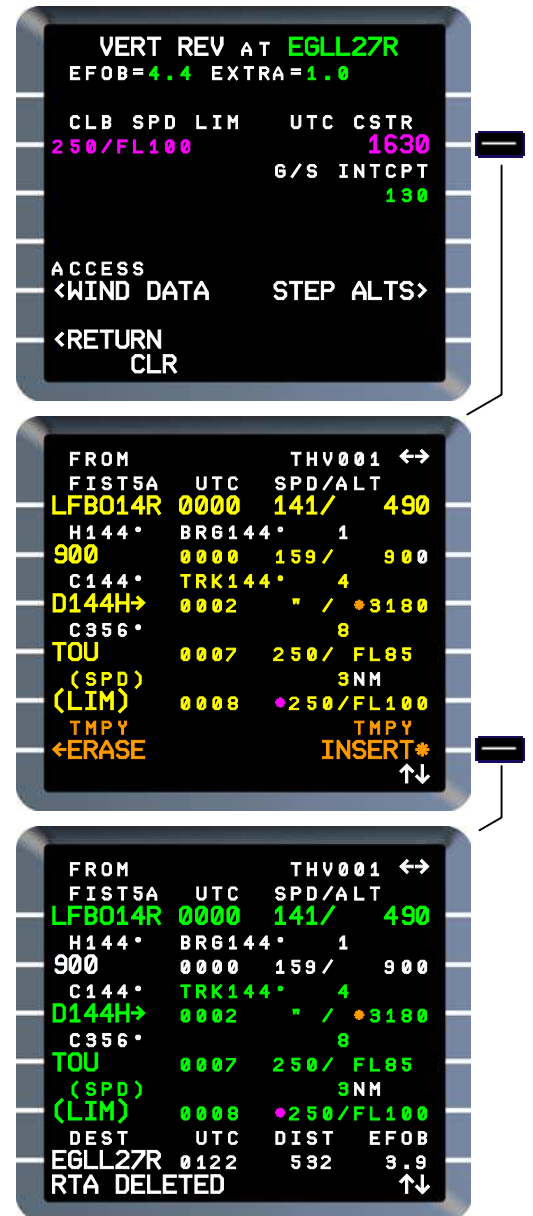 VERT REV AT EGLL27R
EFOB=4.4 EXTRA=1.0
CLB SPD LIM UTC CSTR
250/FL100 1630
G/S INTCPT
130
ACCESS
<WIND DATA STEP ALTS>
<RETURN
CLR
FROM THV001 ←→
FIST5A UTC SPD/ALT
LFBO14R 0000 141/ 490
H144° BRG144° 1
900 0000 159/ 900
C144° TRK144° 4
D144H→ 0002 " / *3180
C356° 8
TOU 0007 250/ FL85
(SPD) 3NM
(LIM) 0008 *250/FL100
TMPY TMPY
←ERASE INSERT*
↑↓
FROM THV001 ←→
FIST5A UTC SPD/ALT
LFBO14R 0000 141/ 490
H144° BRG144° 1
900 0000 159/ 900
C144° TRK144° 4
D144H→ 0002 " / *3180
C356° 8
TOU 0007 250/ FL85
(SPD) 3NM
(LIM) 0008 *250/FL100
DEST UTC DIST EFOB
EGLL27R 0122 532 3.9
RTA DELETED ↑↓